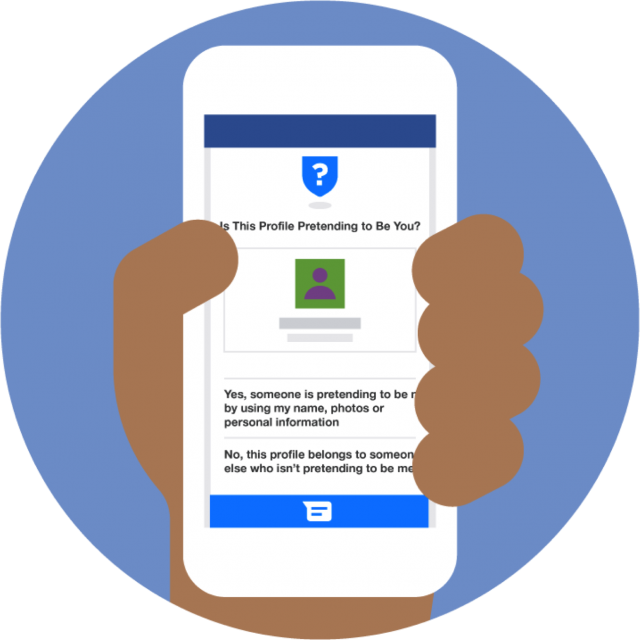 ?
Is This Profile Pretending to Be You?
Yes, someone is pretending to be
by using my name, photos or
personal information
No, this profile belongs to someon
else who isn't pretending to be me